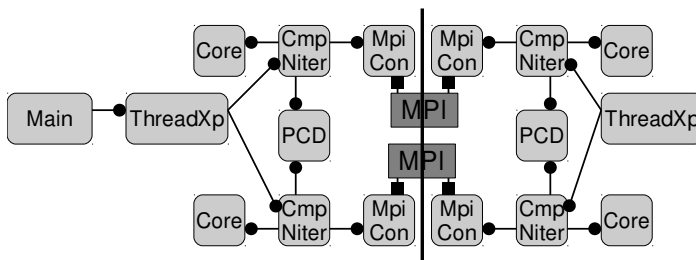 Core
Cmp
Niter
Mpi
Con
Mpi
Con
Cmp
Niter
Core
Main
ThreadXp
PCD
MPI
MPI
PCD
ThreadXp
Core
Cmp
Niter
Mpi
Con
Mpi
Con
Cmp
Niter
Core